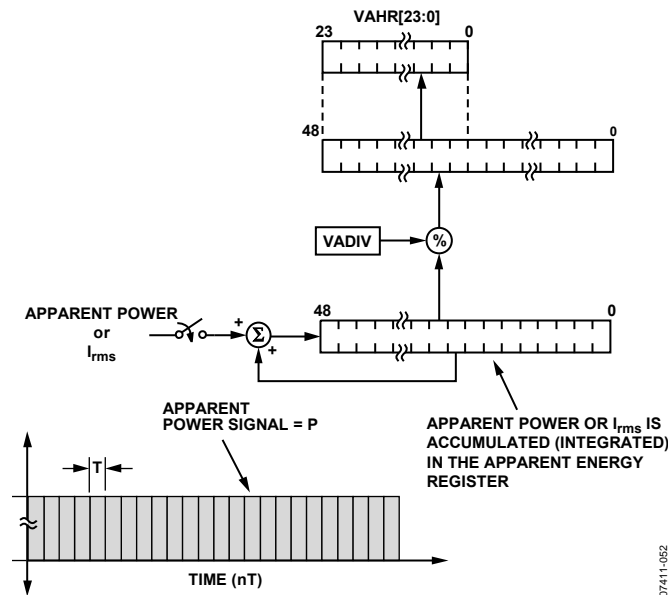 VAHR[23:0]
23 0
48 0
VADIV
%
48 0
APPARENT POWER
or
Irms
+
Σ
+
APPARENT
POWER SIGNAL = P
APPARENT POWER OR Irms IS
ACCUMULATED (INTEGRATED)
IN THE APPARENT ENERGY
REGISTER
T
TIME (nT)
07411-052